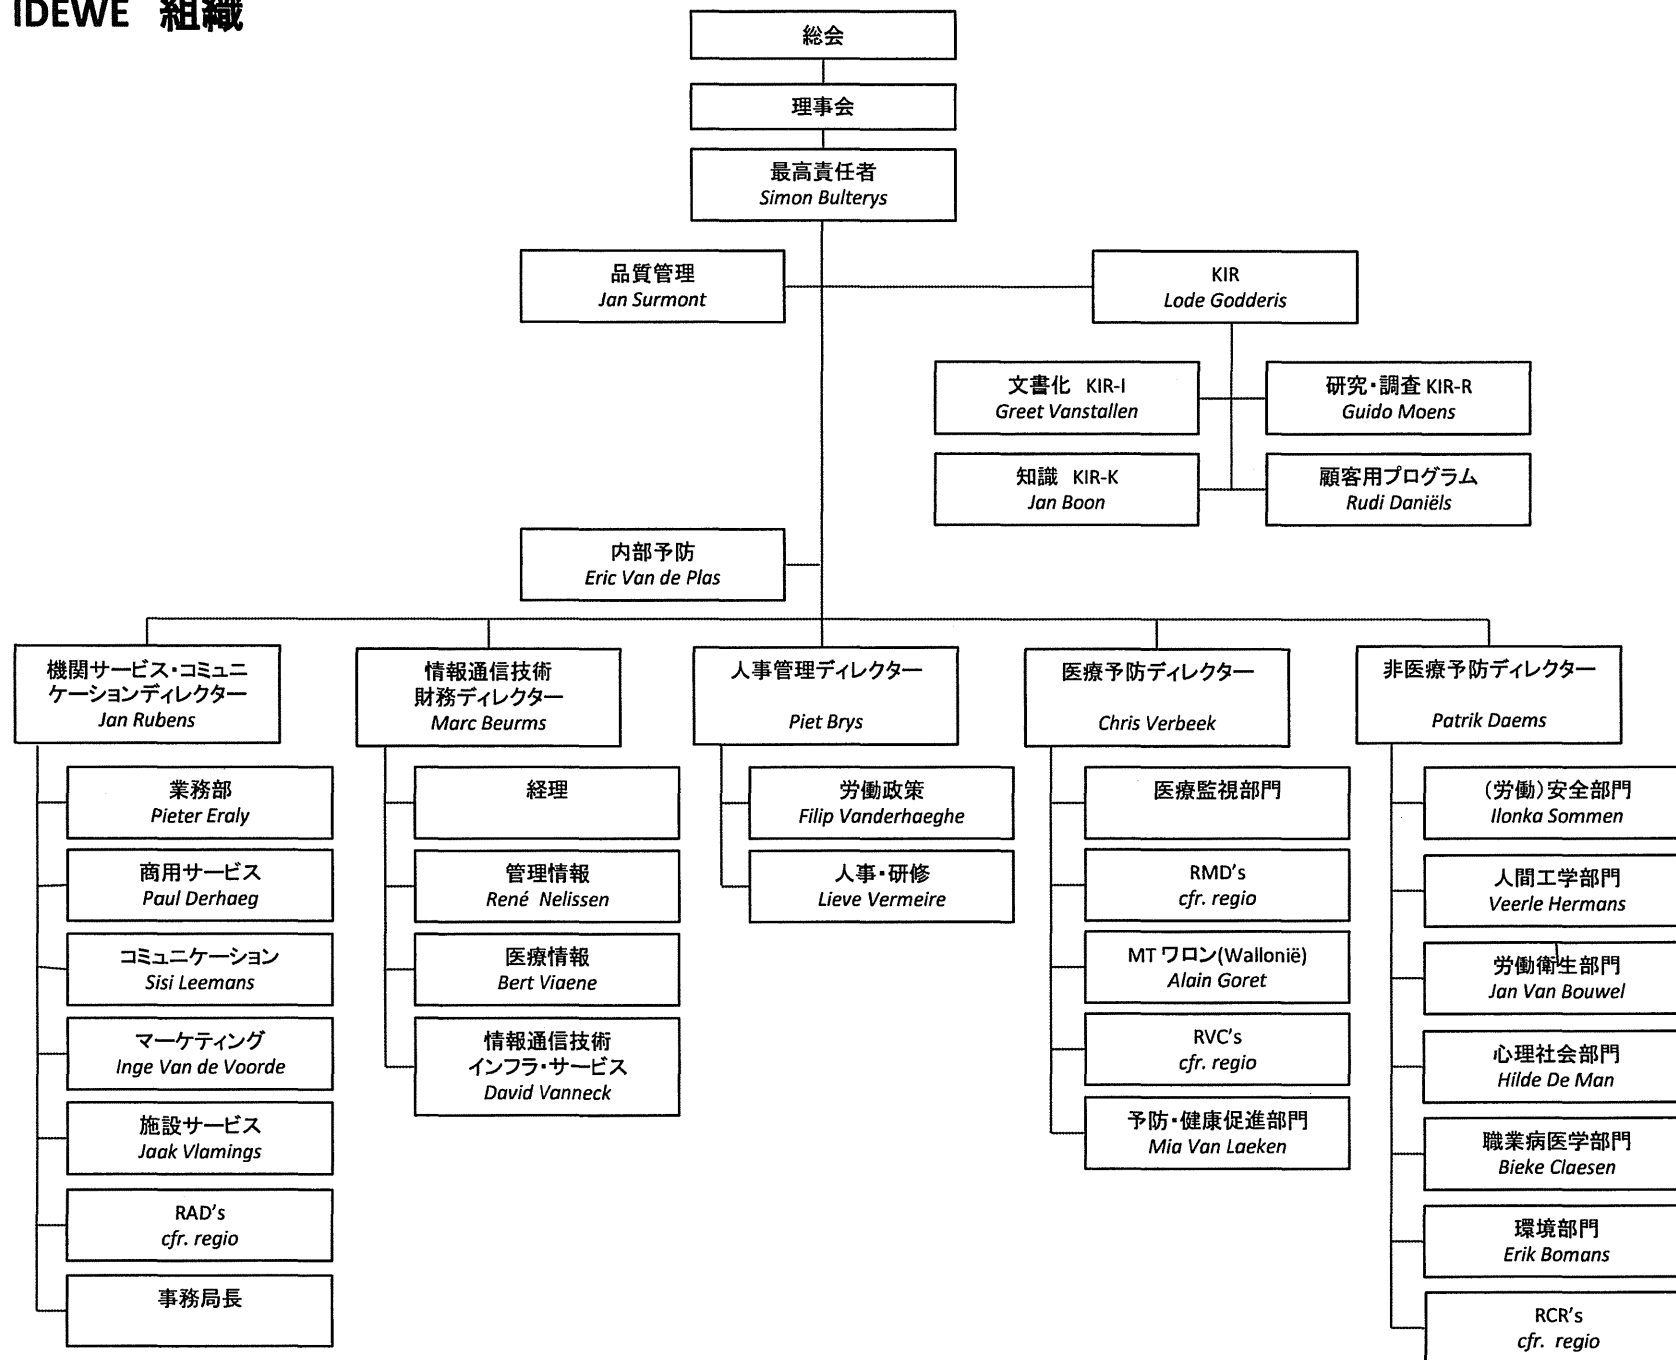 IDEWE 組織
総会
理事会
最高責任者
Simon Bulterys
品質管理
Jan Surmont
KIR
Lode Godderis
文書化 KIR-I
Greet Vanstallen
研究・調査 KIR-R
Guido Moens
知識 KIR-K
Jan Boon
顧客用プログラム
Rudi Daniëls
内部予防
Eric Van de Plas
機関サービス・コミュニ
ケーションディレクター
Jan Rubens
業務部
Pieter Eraly
商用サービス
Paul Derhaeg
コミュニケーション
Sisi Leemans
マーケティング
Inge Van de Voorde
施設サービス
Jaak Vlamings
RAD's
cfr. regio
事務局長
情報通信技術
財務ディレクター
Marc Beurms
経理
管理情報
René Nelissen
医療情報
Bert Viaene
情報通信技術
インフラ・サービス
David Vanneck
人事管理ディレクター
Piet Brys
労働政策
Filip Vanderhaeghe
人事・研修
Lieve Vermeire
医療予防ディレクター
Chris Verbeek
医療監視部門
RMD's
cfr. regio
MT ワロン(Wallonië)
Alain Goret
RVC's
cfr. regio
予防・健康促進部門
Mia Van Laeken
非医療予防ディレクター
Patrik Daems
(労働)安全部門
Ilonka Sommen
人間工学部門
Veerle Hermans
労働衛生部門
Jan Van Bouwel
心理社会部門
Hilde De Man
職業病医学部門
Bieke Claesen
環境部門
Erik Bomans
RCR's
cfr. regio